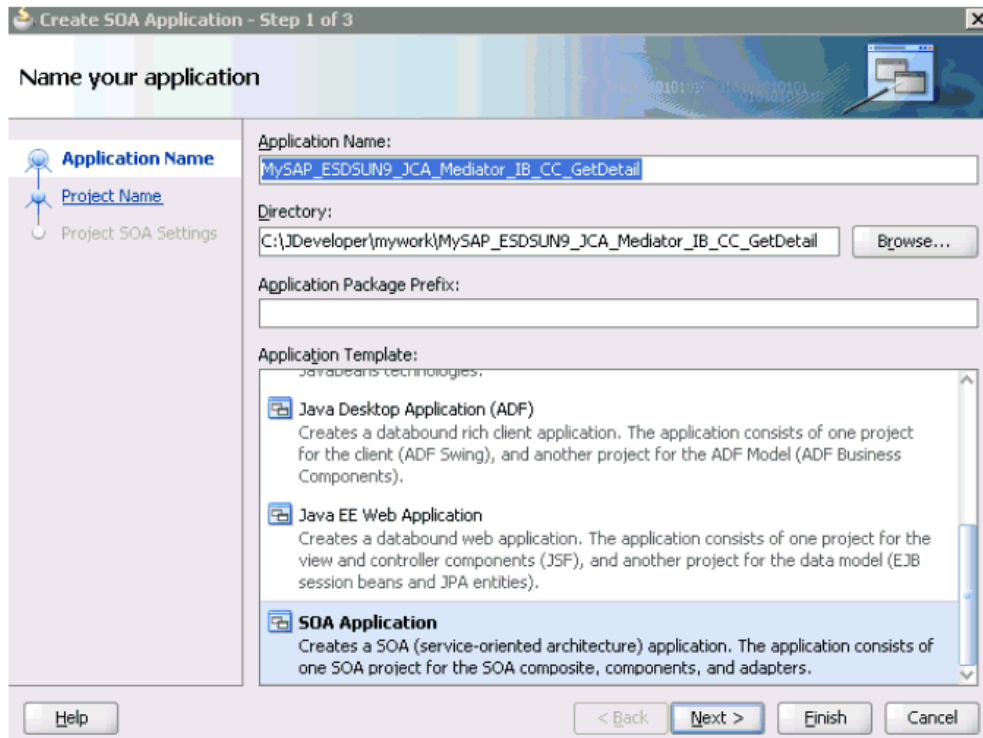 Create SOA Application - Step 1 of 3
Name your application
Application Name
Project Name
Project SOA Settings
Application Name:
MySAP_ESDSUN9_JCA_Mediator_IB_CC_GetDetail
Directory:
C:\JDeveloper\mywork\MySAP_ESDSUN9_JCA_Mediator_IB_CC_GetDetail
Browse...
Application Package Prefix:
Application Template:
Javabeans technologies.
Java Desktop Application (ADF)
Creates a databound rich client application. The application consists of one project
for the client (ADF Swing), and another project for the ADF Model (ADF Business
Components).
Java EE Web Application
Creates a databound web application. The application consists of one project for the
view and controller components (JSF), and another project for the data model (EJB
session beans and JPA entities).
SOA Application
Creates a SOA (service-oriented architecture) application. The application consists of
one SOA project for the SOA composite, components, and adapters.
Help
< Back
Next >
Finish
Cancel